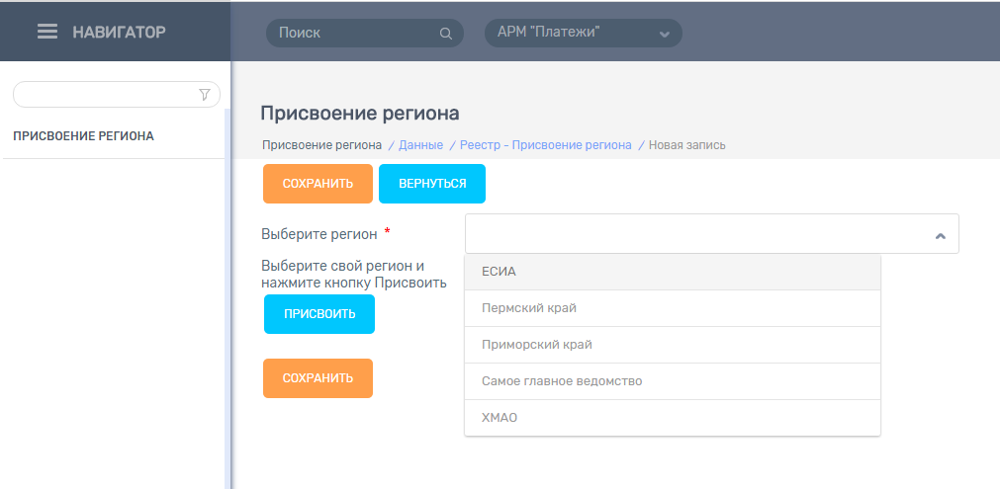 НАВИГАТОР
Поиск
АРМ "Платежи"
ПРИСВОЕНИЕ РЕГИОНА
Присвоение региона
Присвоение региона / Данные / Реестр - Присвоение региона / Новая запись
СОХРАНИТЬ
ВЕРНУТЬСЯ
Выберите регион *
Выберите свой регион и
нажмите кнопку Присвоить
ПРИСВОИТЬ
СОХРАНИТЬ
ЕСИА
Пермский край
Приморский край
Самое главное ведомство
ХМАО